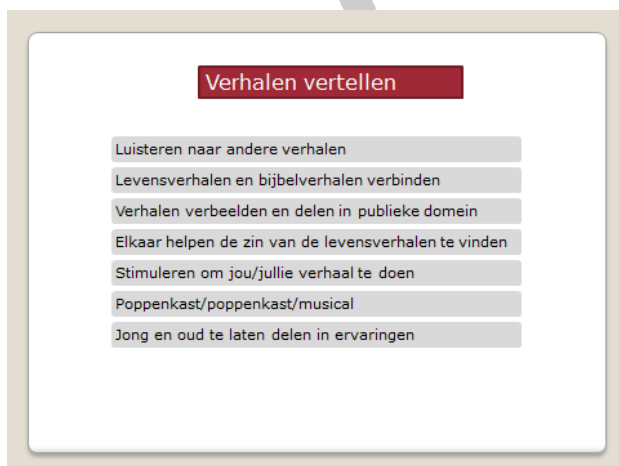 Verhalen vertellen
Luisteren naar andere verhalen
Levensverhalen en bijbelverhalen verbinden
Verhalen verbeelden en delen in publieke domein
Elkaar helpen de zin van de levensverhalen te vinden
Stimuleren om jou/jullie verhaal te doen
Poppenkast/poppenkast/musical
Jong en oud te laten delen in ervaringen